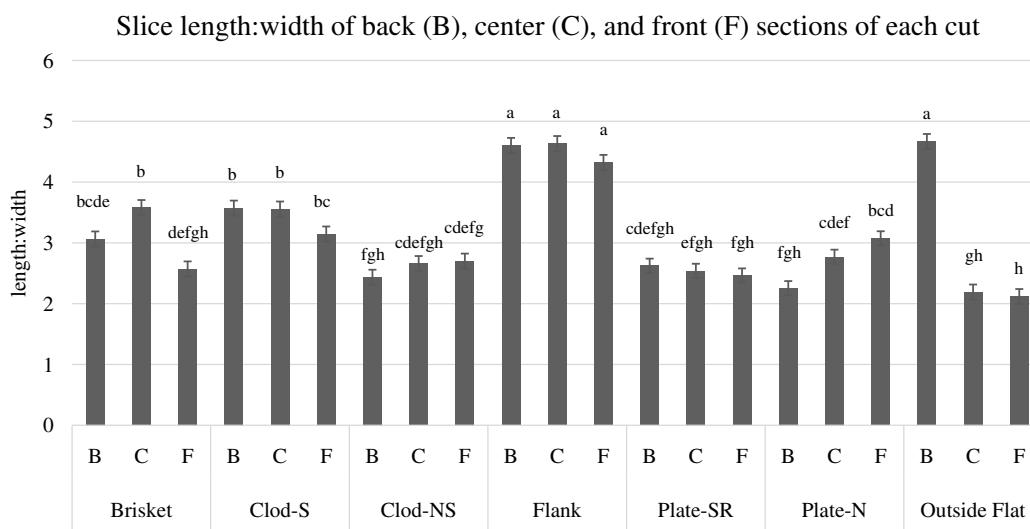 Slice length:width of back (B), center (C), and front (F) sections of each cut
6
5
4
3
2
1
0
length:width
bcde
b
defgh
b
b
bc
fgh
cdefgh
cdefg
a
a
a
cdefgh
efgh
fgh
fgh
cdef
bcd
a
gh
h
B C F B C F B C F B C F B C F B C F B C F
Brisket Clod-S Clod-NS Flank Plate-SR Plate-N Outside Flat